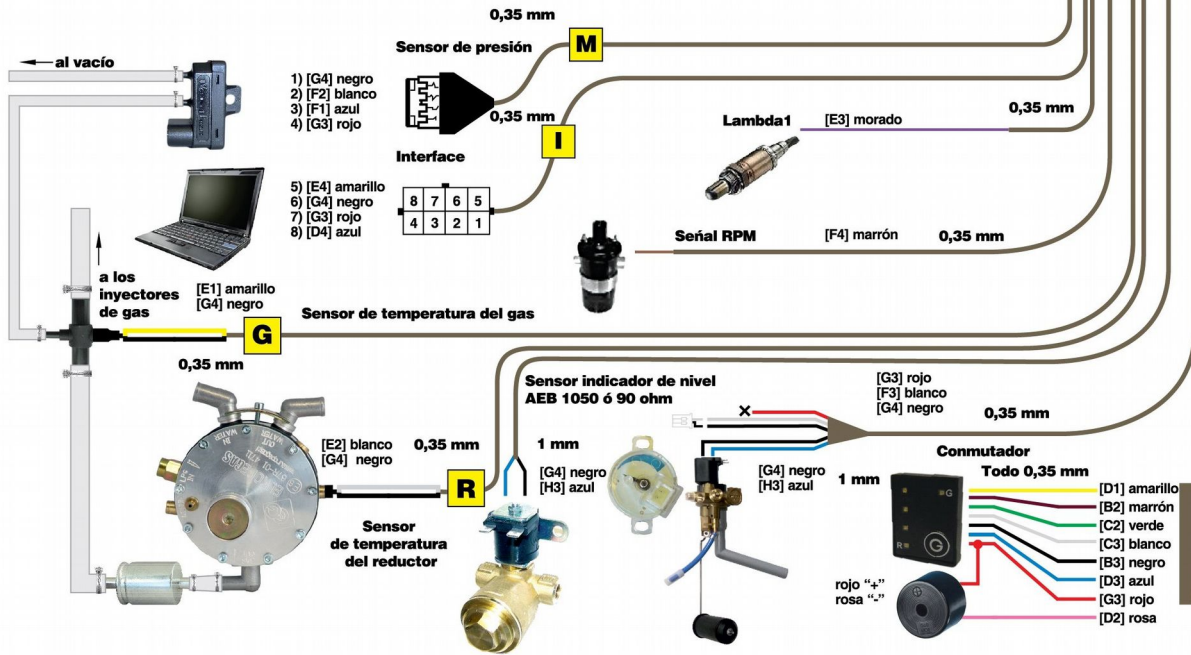 0,35 mm
Sensor de presión
M
al vacío
1) [G4] negro
2) [F2] blanco
3) [F1] azul
4) [G3] rojo
0,35 mm
I
Interface
5) [E4] amarillo
6) [G4] negro
7) [G3] rojo
8) [D4] azul
8 7 6 5
4 3 2 1
Lambda1
[E3] morado
0,35 mm
Señal RPM
[F4] marrón
0,35 mm
a los
inyectores
de gas
[E1] amarillo
[G4] negro
G
Sensor de temperatura del gas
0,35 mm
WATER
IN
OUT
WATER
[E2] blanco
[G4] negro
0,35 mm
R
Sensor
de temperatura
del reductor
Sensor indicador de nivel
AEB 1050 ó 90 ohm
1 mm
[G4] negro
[H3] azul
[G3] rojo
[F3] blanco
[G4] negro
0,35 mm
[G4] negro
[H3] azul
1 mm
Conmutador
Todo 0,35 mm
G
R
G
[D1] amarillo
[B2] marrón
[C2] verde
[C3] blanco
[B3] negro
[D3] azul
[G3] rojo
[D2] rosa
rojo “+”
rosa “-”